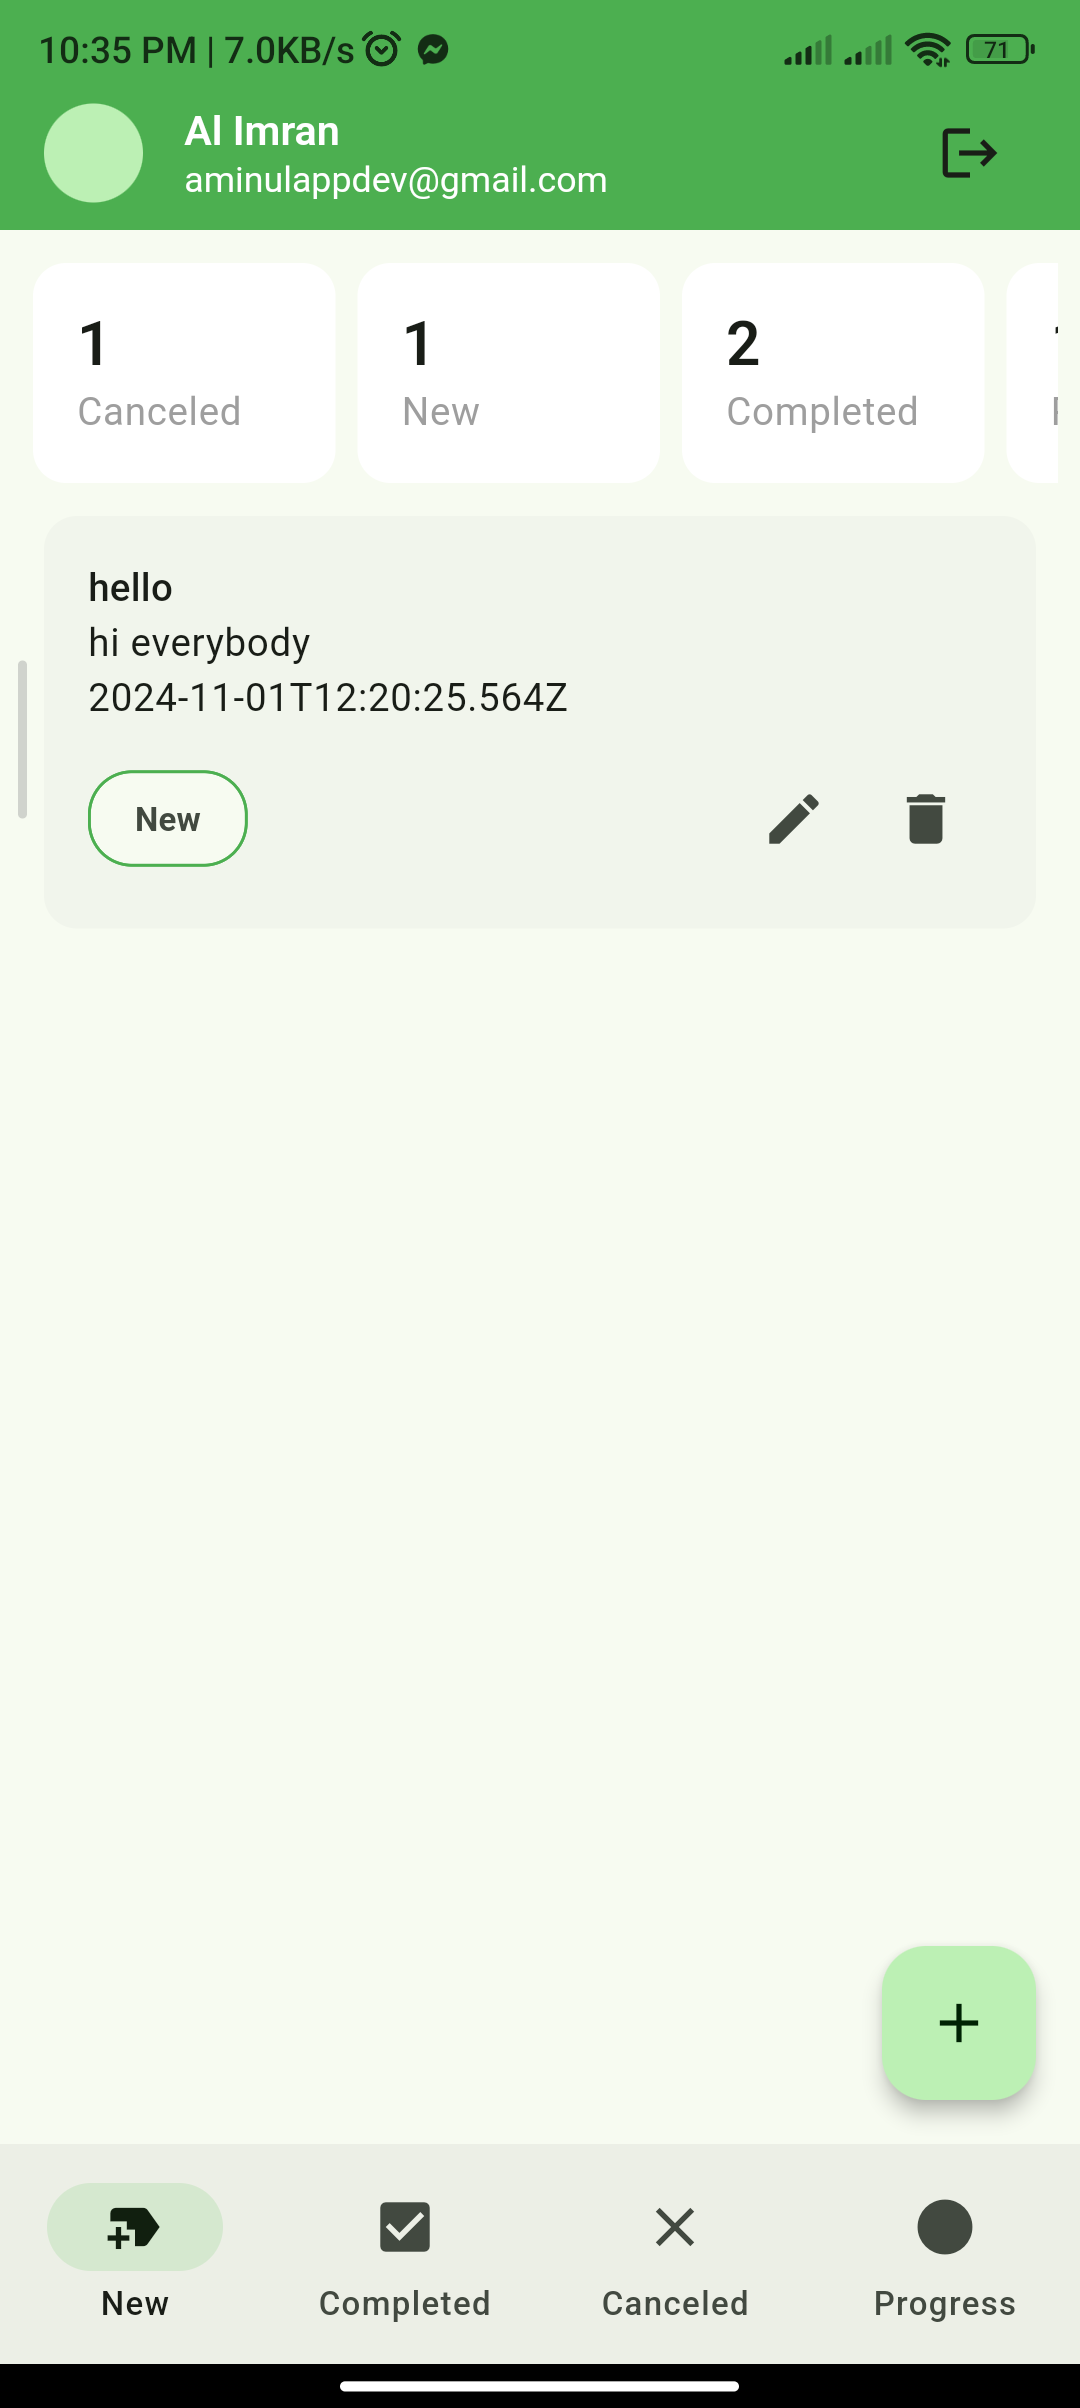 10:35 PM | 7.0KB/s
71
Al Imran
aminulappdev@gmail.com
1
Canceled
1
New
2
Completed
hello
hi everybody
2024-11-01T12:20:25.564Z
New
New
Completed
Canceled
Progress